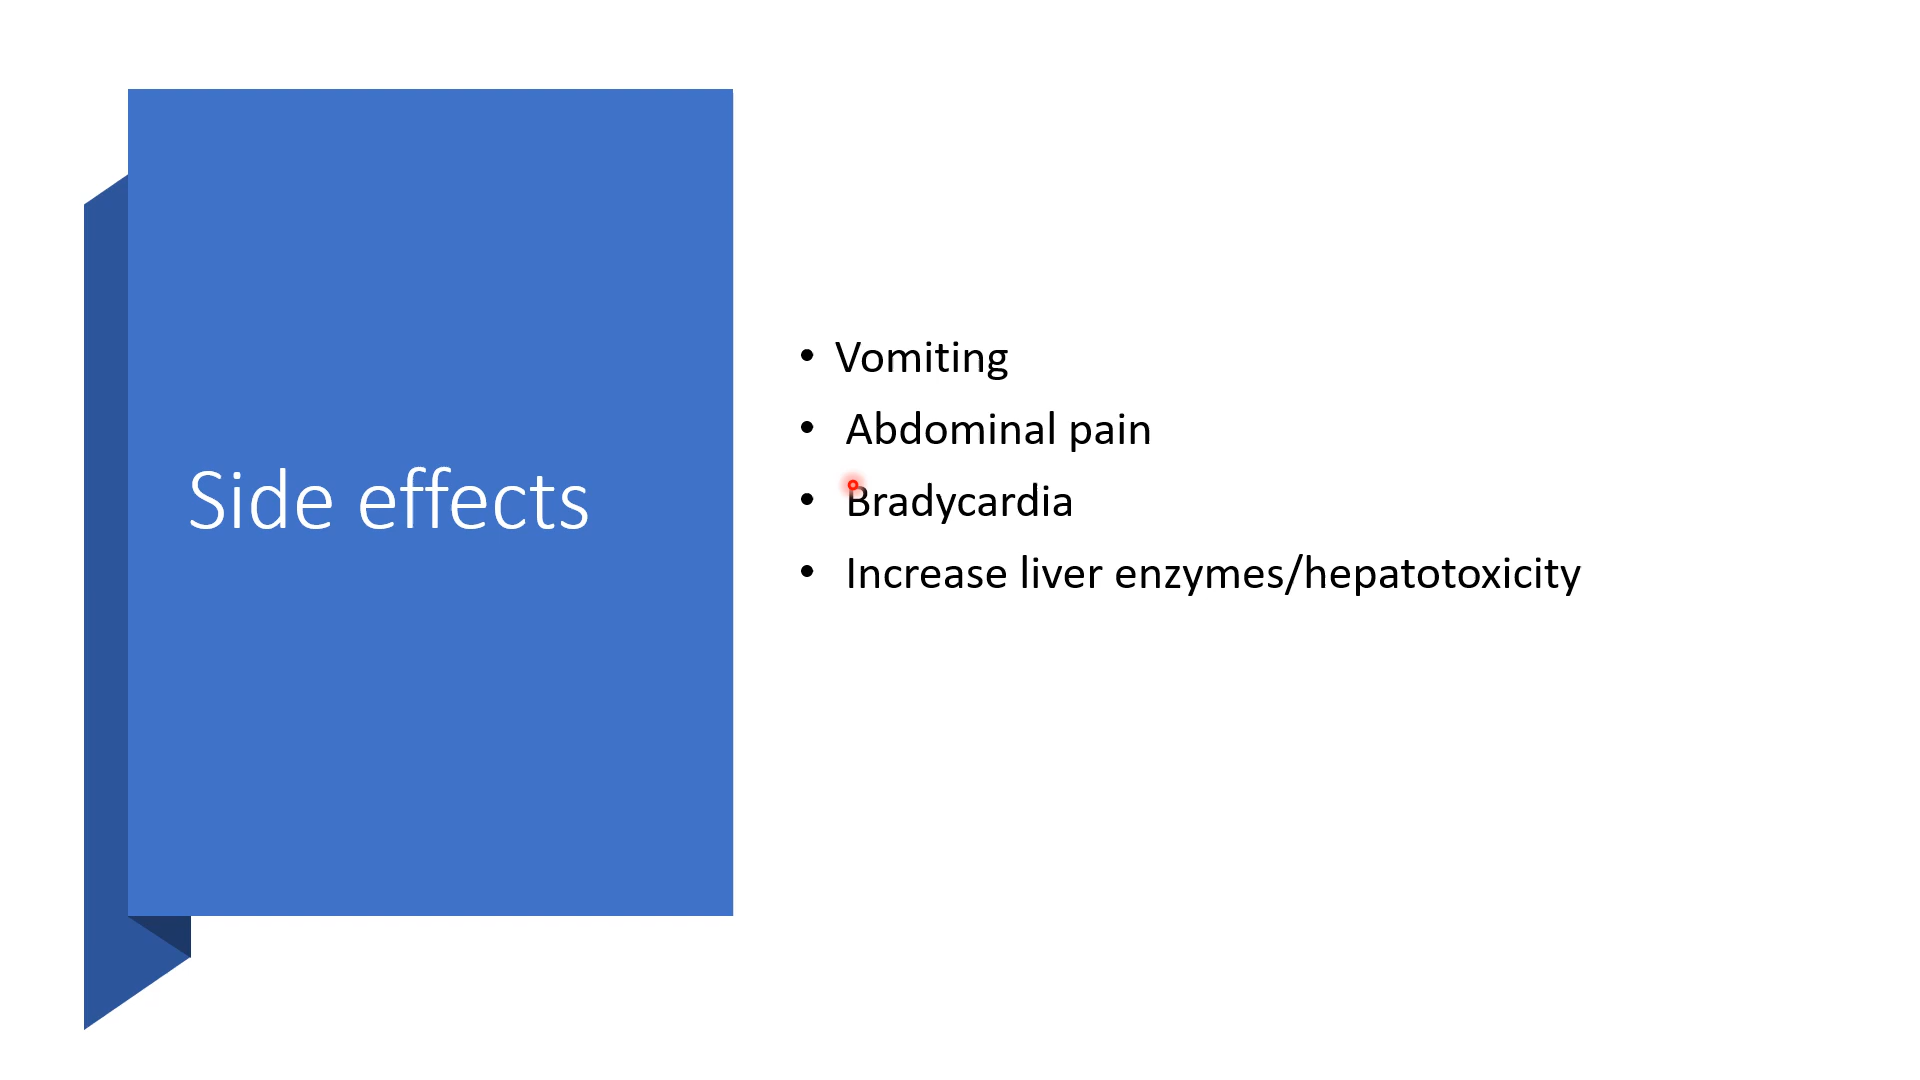 Side effects
• Vomiting
• Abdominal pain
• Bradycardia
• Increase liver enzymes/hepatotoxicity